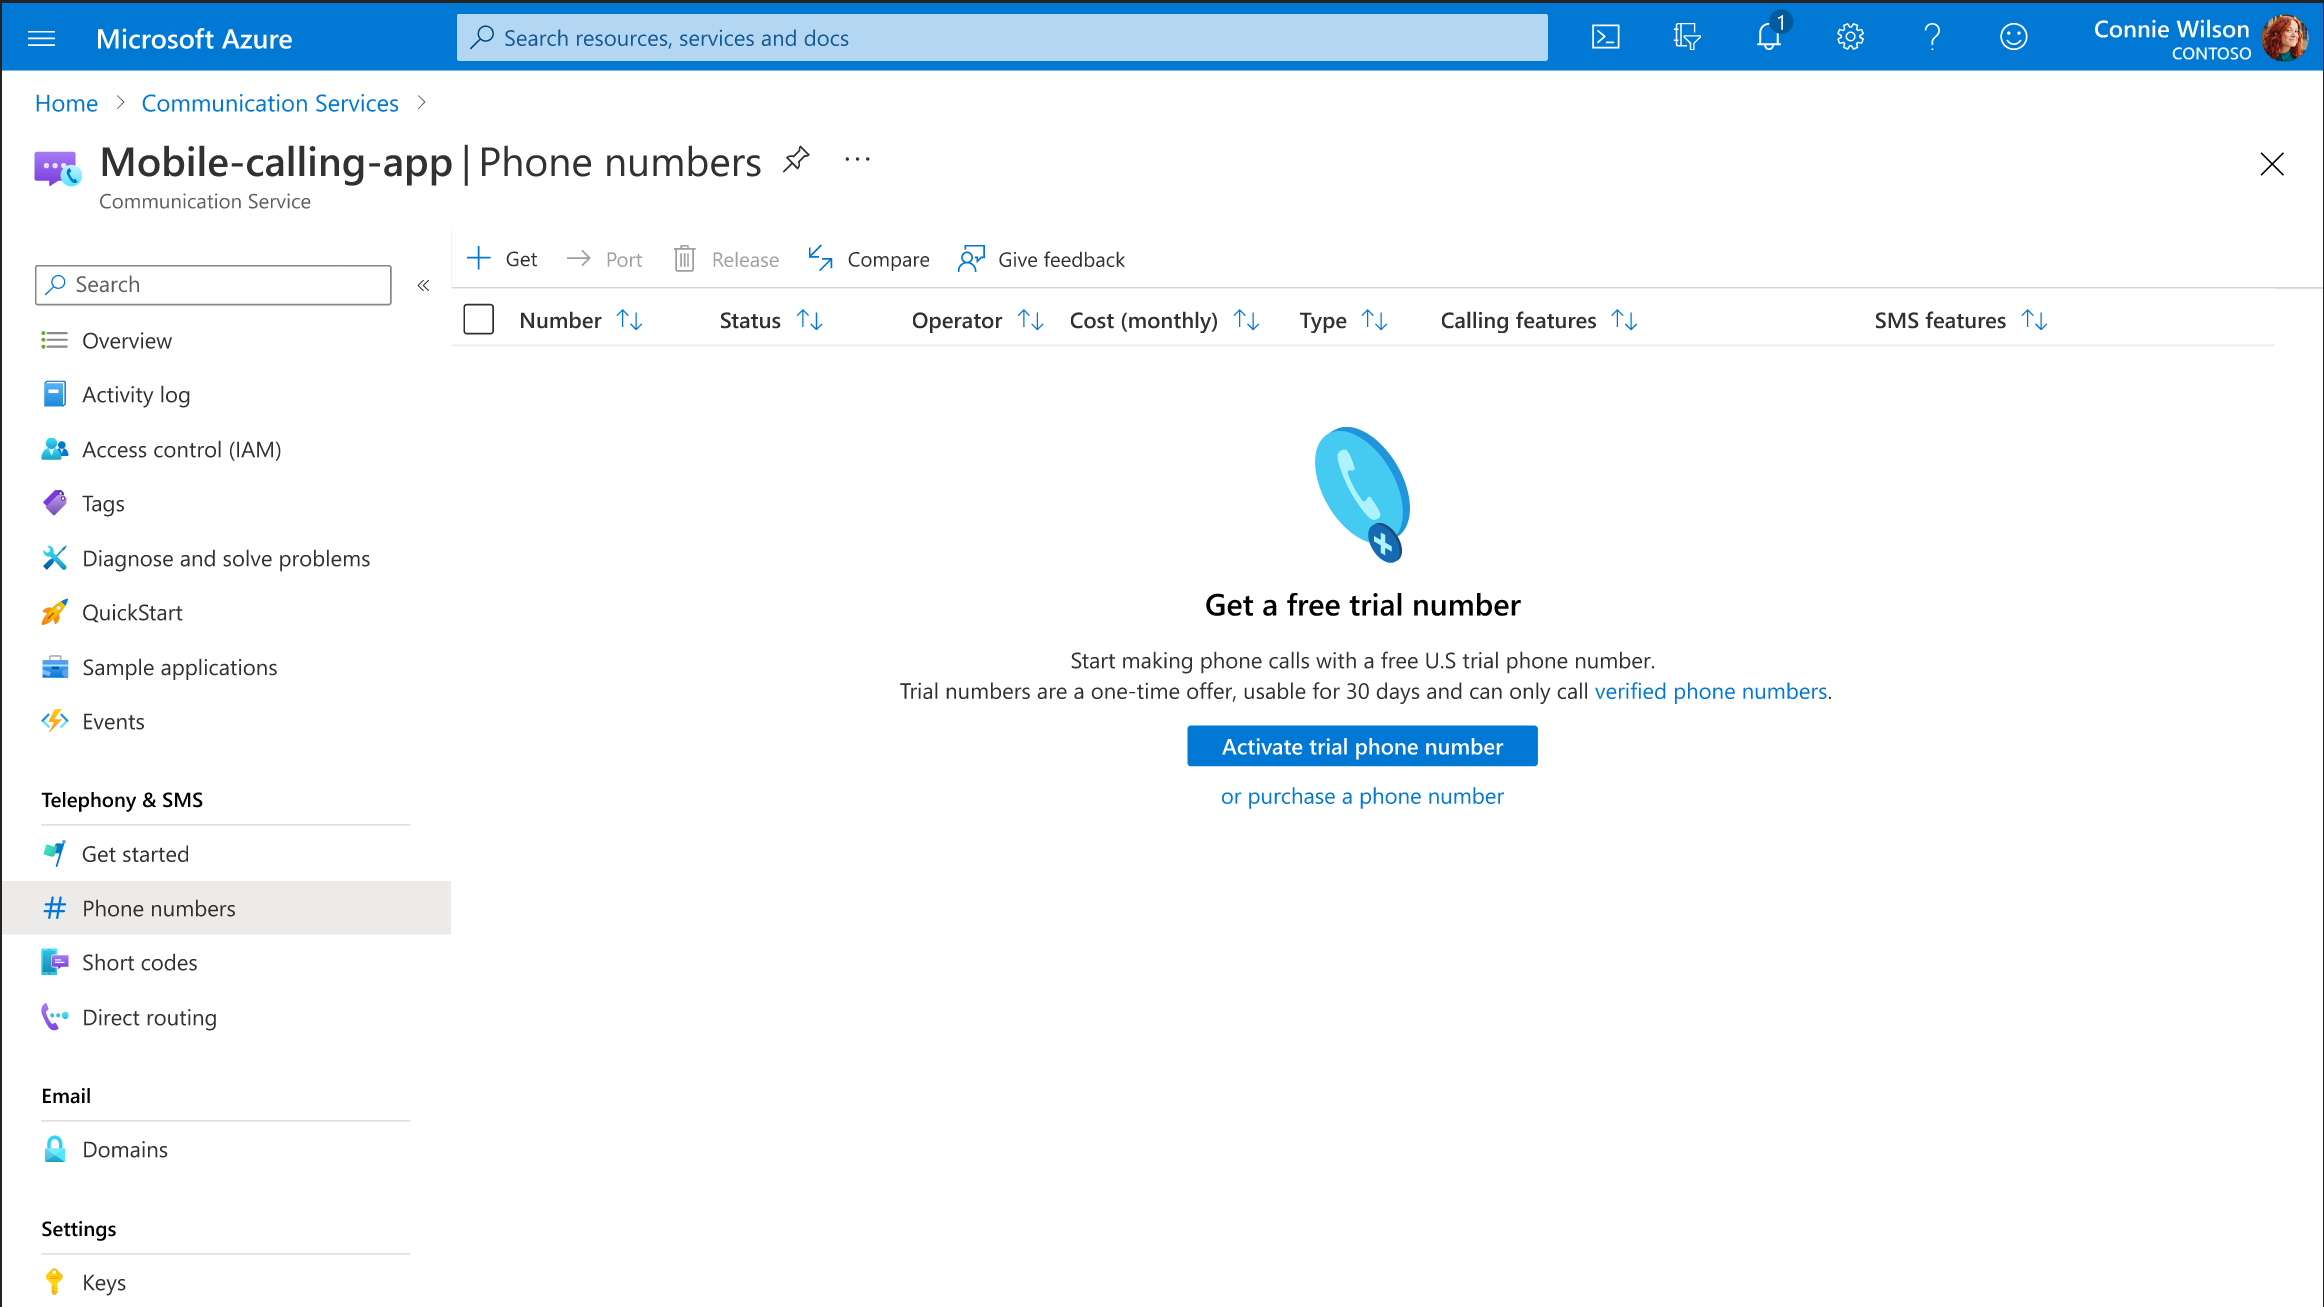 Microsoft Azure
Search resources, services and docs
1
Connie Wilson
CONTOSO
Home > Communication Services >
Mobile-calling-app | Phone numbers ...
Communication Service
Search «
Get Port Release Compare Give feedback
Number Status Operator Cost (monthly) Type Calling features SMS features
Overview
Activity log
Access control (IAM)
Tags
Diagnose and solve problems
QuickStart
Sample applications
Events
Telephony & SMS
Get started
# Phone numbers
Short codes
Direct routing
Email
Domains
Settings
Keys
Get a free trial number
Start making phone calls with a free U.S trial phone number.
Trial numbers are a one-time offer, usable for 30 days and can only call verified phone numbers.
Activate trial phone number
or purchase a phone number